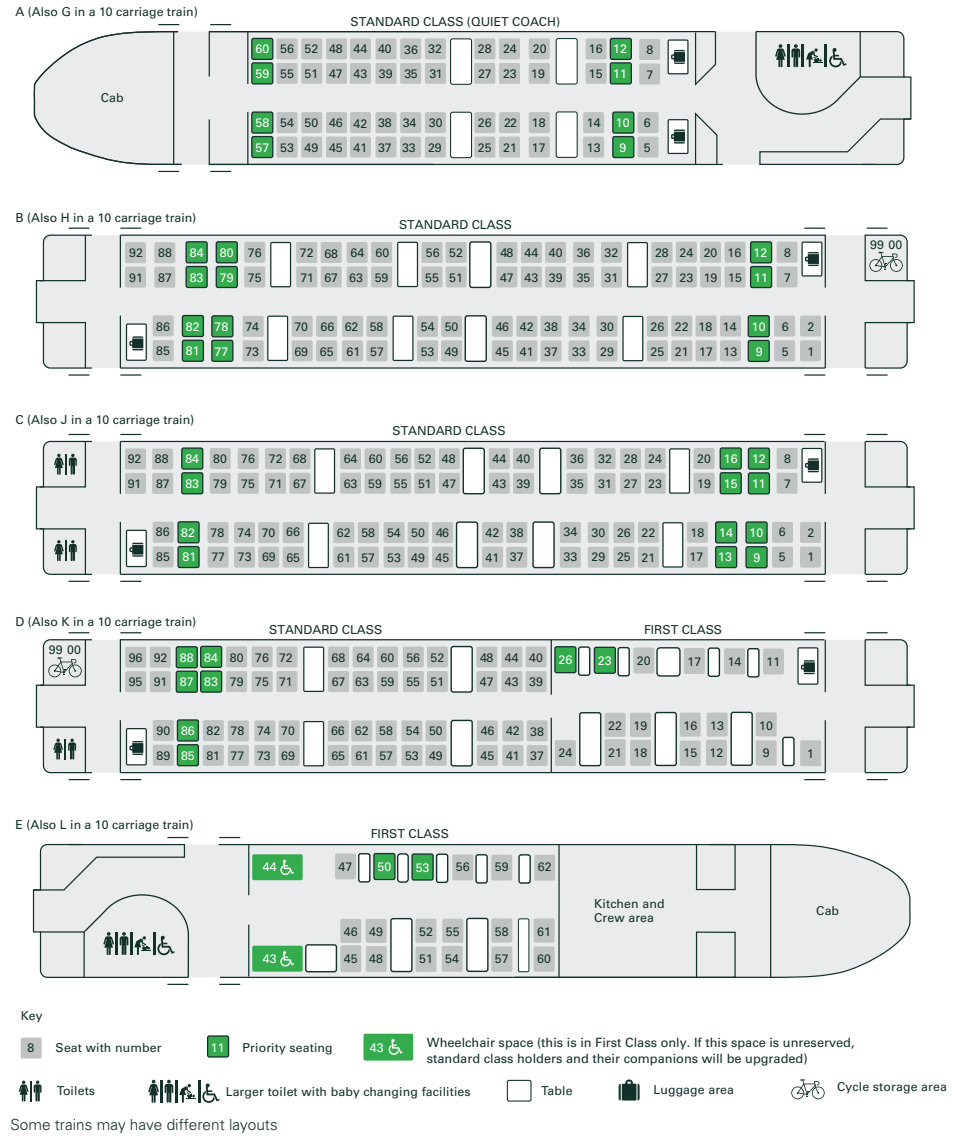 A (Also G in a 10 carriage train)
STANDARD CLASS (QUIET COACH)
60 56 52 48 44 40 36 32 28 24 20 16 12 8
59 55 51 47 43 39 35 31 27 23 19 15 11 7
Cab
58 54 50 46 42 38 34 30 26 22 18 14 10 6
57 53 49 45 41 37 33 29 25 21 17 13 9 5
B (Also H in a 10 carriage train)
STANDARD CLASS
92 88 84 80 76 72 68 64 60 56 52 48 44 40 36 32 28 24 20 16 12 8 99 00
91 87 83 79 75 71 67 63 59 55 51 47 43 39 35 31 27 23 19 15 11 7
86 82 78 74 70 66 62 58 54 50 46 42 38 34 30 26 22 18 14 10 6 2
85 81 77 73 69 65 61 57 53 49 45 41 37 33 29 25 21 17 13 9 5 1
C (Also J in a 10 carriage train)
STANDARD CLASS
92 88 84 80 76 72 68 64 60 56 52 48 44 40 36 32 28 24 20 16 12 8
91 87 83 79 75 71 67 63 59 55 51 47 43 39 35 31 27 23 19 15 11 7
86 82 78 74 70 66 62 58 54 50 46 42 38 34 30 26 22 18 14 10 6 2
85 81 77 73 69 65 61 57 53 49 45 41 37 33 29 25 21 17 13 9 5 1
D (Also K in a 10 carriage train)
STANDARD CLASS FIRST CLASS
99 00 96 92 88 84 80 76 72 68 64 60 56 52 48 44 40 26 23 20 17 14 11
95 91 87 83 79 75 71 67 63 59 55 51 47 43 39
90 86 82 78 74 70 66 62 58 54 50 46 42 38 22 19 16 13 10
89 85 81 77 73 69 65 61 57 53 49 45 41 37 24 21 18 15 12 9 1
E (Also L in a 10 carriage train)
FIRST CLASS
44 47 50 53 56 59 62
Kitchen and
Crew area
Cab
46 49 52 55 58 61
43 45 48 51 54 57 60
Key
8 Seat with number
11 Priority seating
43 Wheelchair space (this is in First Class only. If this space is unreserved,
standard class holders and their companions will be upgraded)
Toilets
Larger toilet with baby changing facilities
Table
Luggage area
Cycle storage area
Some trains may have different layouts